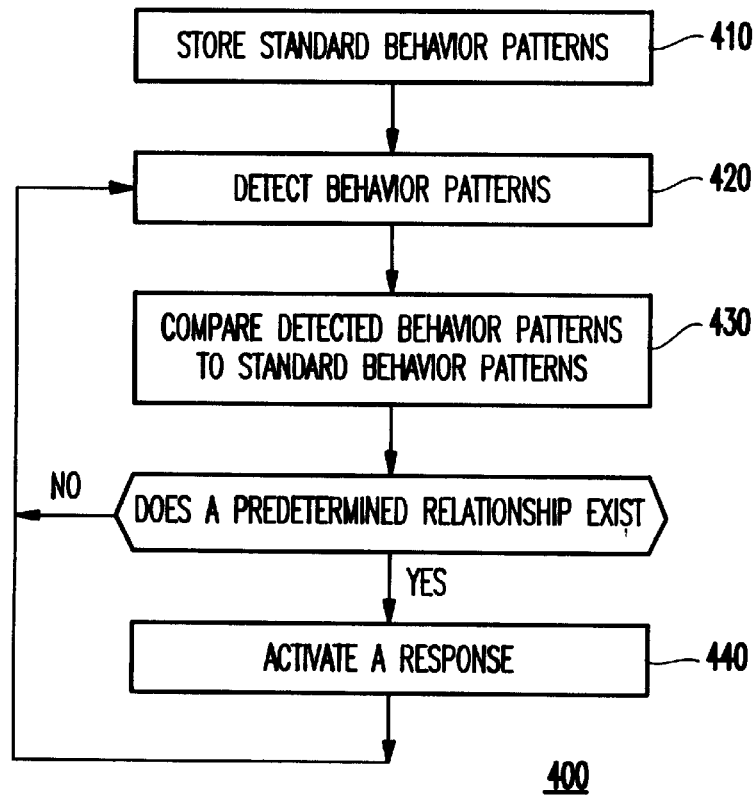 STORE STANDARD BEHAVIOR PATTERNS
410
DETECT BEHAVIOR PATTERNS
420
COMPARE DETECTED BEHAVIOR PATTERNS
TO STANDARD BEHAVIOR PATTERNS
430
NO
DOES A PREDETERMINED RELATIONSHIP EXIST
YES
ACTIVATE A RESPONSE
440
400